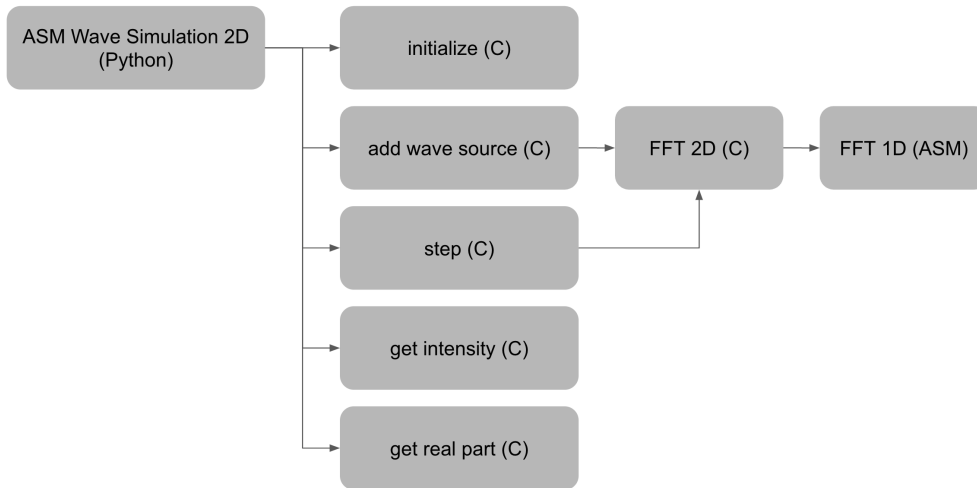 ASM Wave Simulation 2D
(Python)
initialize (C)
add wave source (C)
FFT 2D (C)
FFT 1D (ASM)
step (C)
get intensity (C)
get real part (C)